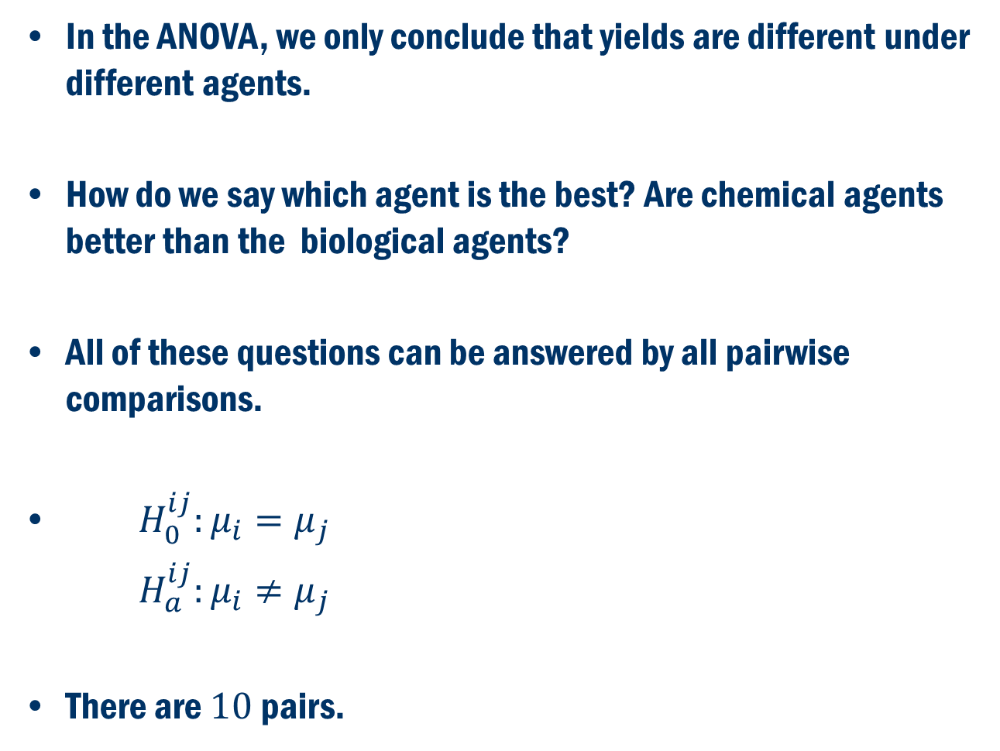 • In the ANOVA, we only conclude that yields are different under
different agents.
• How do we say which agent is the best? Are chemical agents
better than the biological agents?
• All of these questions can be answered by all pairwise
comparisons.
• $H_0^{ij}: \mu_i = \mu_j$
$H_a^{ij}: \mu_i \neq \mu_j$
• There are 10 pairs.